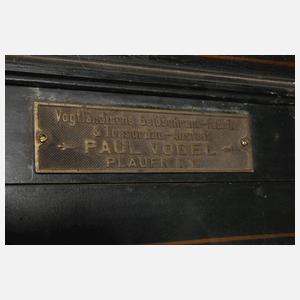 Vogtländische Geldschrank-Fabrik
& Tresorbau-Anstalt
PAUL VOGEL
PLAUEN i. V.